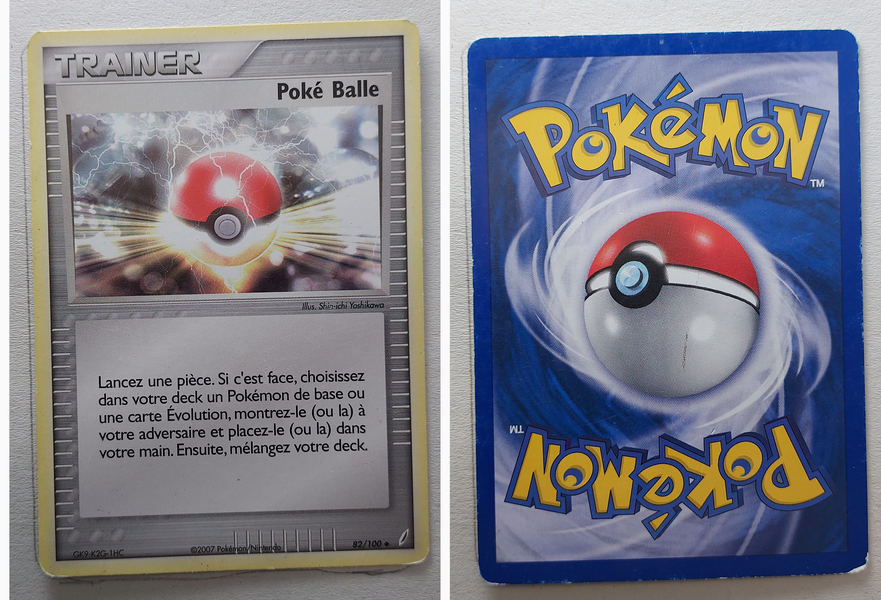 TRAINER
Poké Balle
Illus. Shin-ichi Yoshikawa
Lancez une pièce. Si c'est face, choisissez
dans votre deck un Pokémon de base ou
une carte Évolution, montrez-le (ou la) à
votre adversaire et placez-le (ou la) dans
votre main. Ensuite, mélangez votre deck.
GK9-K2G-1HC
©2007 Pokémon/Nintendo
82/100
POKéMON
TM
TM
POKéMON